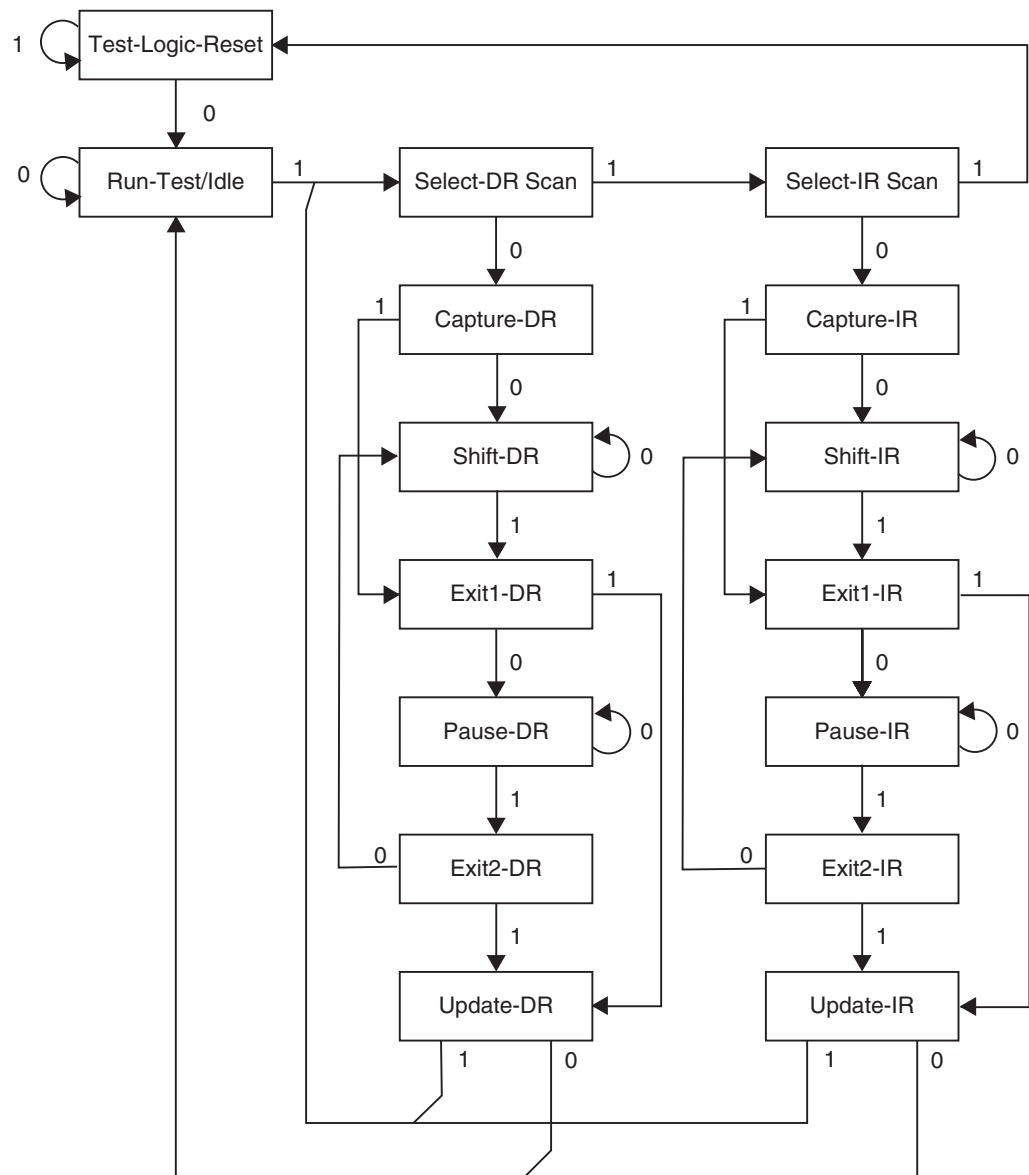 1
Test-Logic-Reset
0
0
Run-Test/Idle
1
Select-DR Scan
1
Select-IR Scan
1
0
0
1
Capture-DR
1
Capture-IR
0
0
Shift-DR
0
Shift-IR
0
1
1
Exit1-DR
1
Exit1-IR
1
0
0
Pause-DR
0
Pause-IR
0
1
1
0
Exit2-DR
0
Exit2-IR
1
1
Update-DR
Update-IR
1
0
1
0